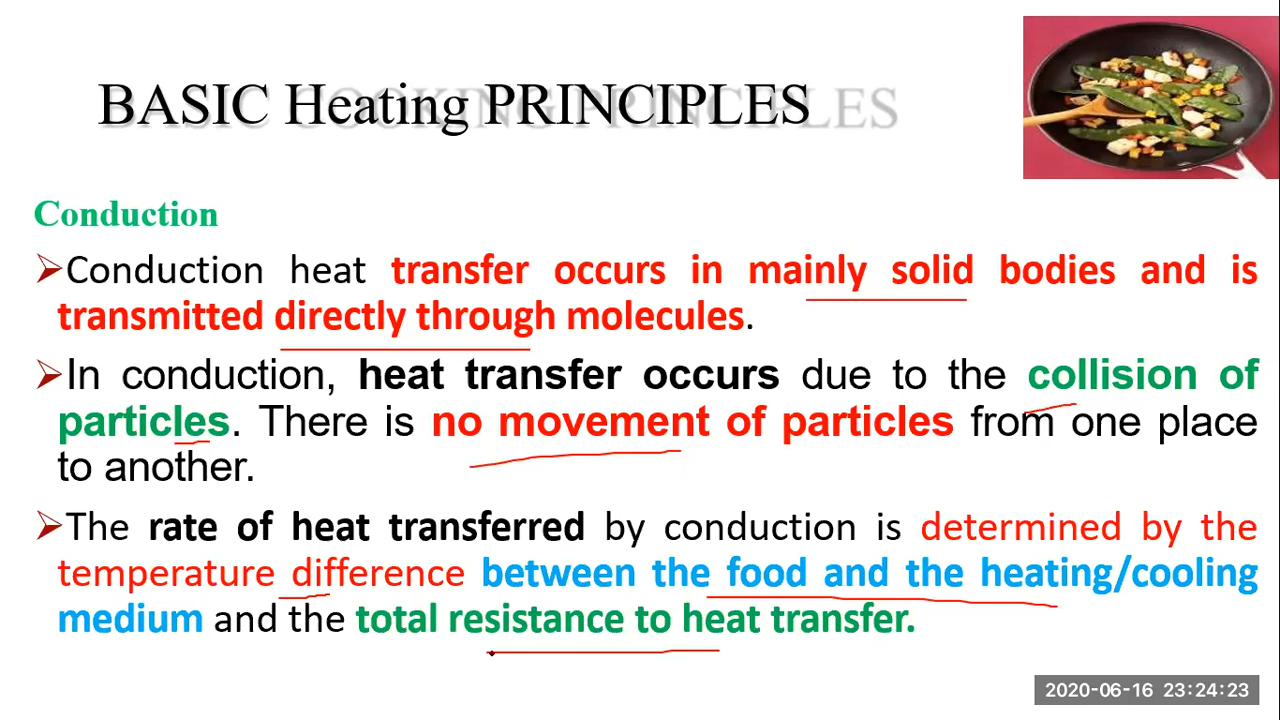 BASIC Heating PRINCIPLES
Conduction
➢Conduction heat transfer occurs in mainly solid bodies and is
transmitted directly through molecules.
➢In conduction, heat transfer occurs due to the collision of
particles. There is no movement of particles from one place
to another.
➢The rate of heat transferred by conduction is determined by the
temperature difference between the food and the heating/cooling
medium and the total resistance to heat transfer.
2020-06-16 23:24:23